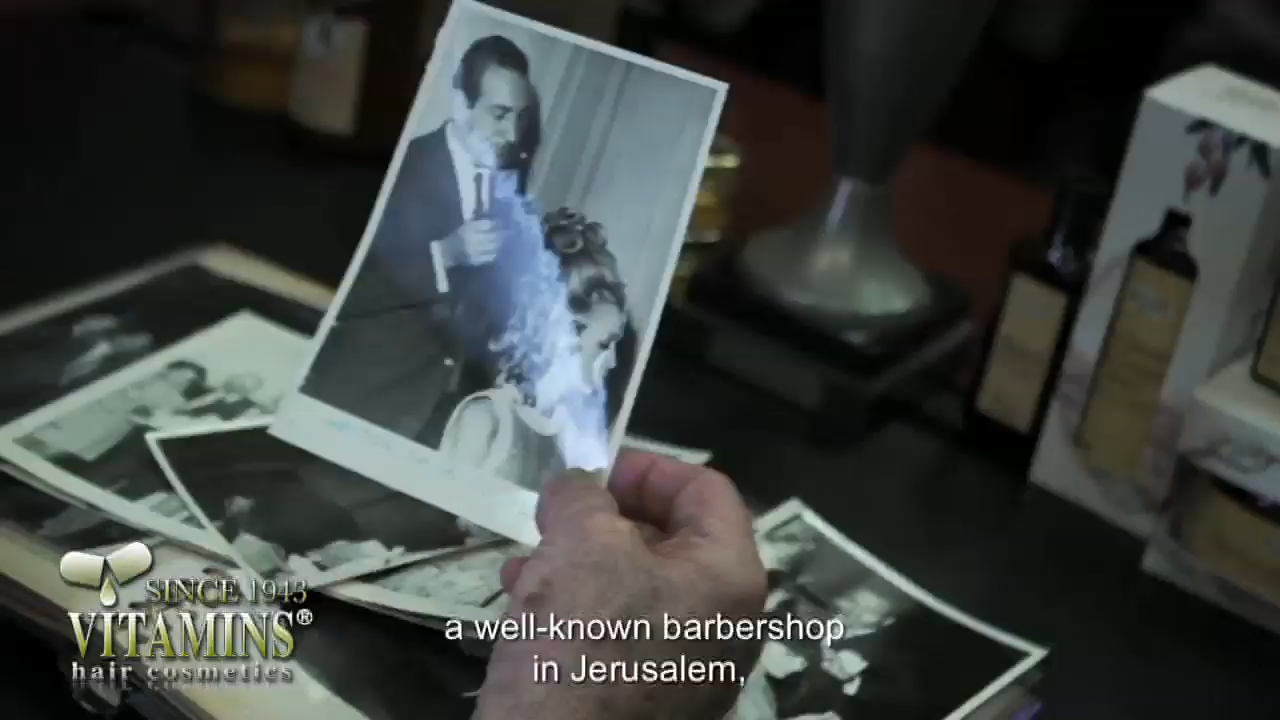 SINCE 1943
VITAMINS®
hair cosmetics
a well-known barbershop
in Jerusalem,